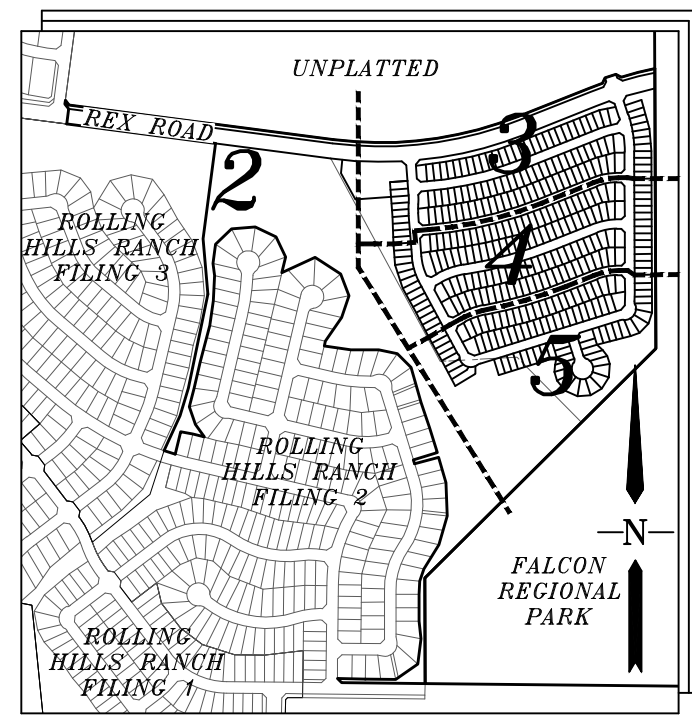 UNPLATTED
REX ROAD
3
2
ROLLING
HILLS RANCH
FILING 3
4
5
ROLLING
HILLS RANCH
FILING 2
N
FALCON
REGIONAL
PARK
ROLLING
HILLS RANCH
FILING 1